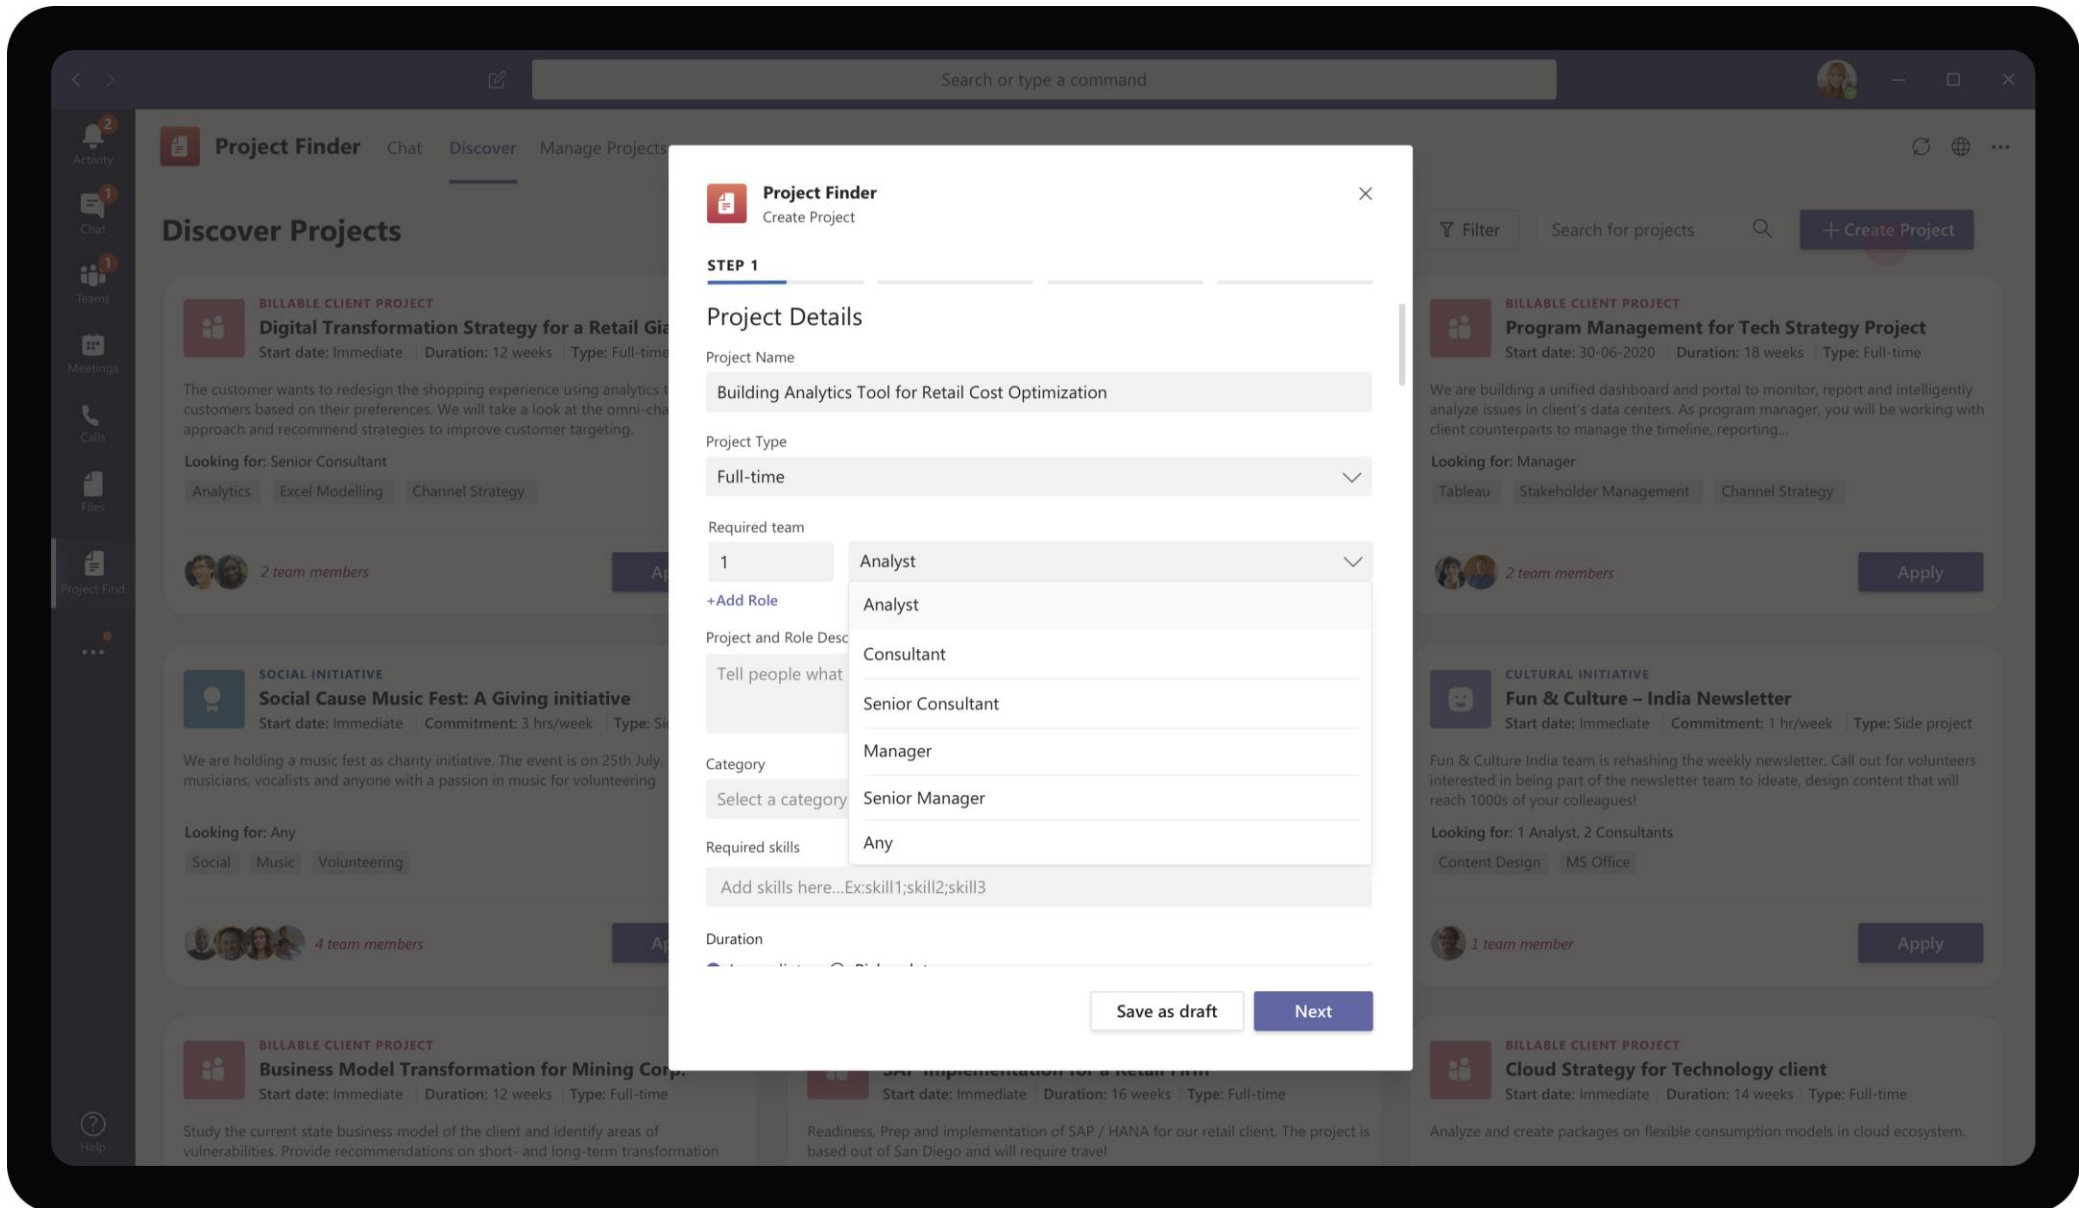 Search or type a command
2
Activity
1
Chat
1
Teams
Meetings
Calls
Files
Project Find..
Help
Project Finder Chat Discover Manage Projects
Discover Projects
Filter Search for projects + Create Project
BILLABLE CLIENT PROJECT
Digital Transformation Strategy for a Retail Gia
Start date: Immediate Duration: 12 weeks Type: Full-time
The customer wants to redesign the shopping experience using analytics t
customers based on their preferences. We will take a look at the omni-cha
approach and recommend strategies to improve customer targeting.
Looking for: Senior Consultant
Analytics Excel Modelling Channel Strategy
2 team members Ap
SOCIAL INITIATIVE
Social Cause Music Fest: A Giving initiative
Start date: Immediate Commitment: 3 hrs/week Type: Si
We are holding a music fest as charity initiative. The event is on 25th July.
musicians, vocalists and anyone with a passion in music for volunteering
Looking for: Any
Social Music Volunteering
4 team members Ap
BILLABLE CLIENT PROJECT
Business Model Transformation for Mining Corp.
Start date: Immediate Duration: 12 weeks Type: Full-time
Study the current state business model of the client and identify areas of
vulnerabilities. Provide recommendations on short- and long-term transformation
Project Finder
Create Project
STEP 1
Project Details
Project Name
Building Analytics Tool for Retail Cost Optimization
Project Type
Full-time
Required team
1 Analyst
+Add Role
Analyst
Consultant
Senior Consultant
Manager
Senior Manager
Any
Project and Role Desc
Tell people what
Category
Select a category
Required skills
Add skills here...Ex:skill1;skill2;skill3
Duration
Save as draft Next
SAP Implementation for a Retail Firm
Start date: Immediate Duration: 16 weeks Type: Full-time
Readiness, Prep and implementation of SAP / HANA for our retail client. The project is
based out of San Diego and will require travel
BILLABLE CLIENT PROJECT
Program Management for Tech Strategy Project
Start date: 30-06-2020 Duration: 18 weeks Type: Full-time
We are building a unified dashboard and portal to monitor, report and intelligently
analyze issues in client's data centers. As program manager, you will be working with
client counterparts to manage the timeline, reporting...
Looking for: Manager
Tableau Stakeholder Management Channel Strategy
2 team members Apply
CULTURAL INITIATIVE
Fun & Culture – India Newsletter
Start date: Immediate Commitment: 1 hr/week Type: Side project
Fun & Culture India team is rehashing the weekly newsletter. Call out for volunteers
interested in being part of the newsletter team to ideate, design content that will
reach 1000s of your colleagues!
Looking for: 1 Analyst, 2 Consultants
Content Design MS Office
1 team member Apply
BILLABLE CLIENT PROJECT
Cloud Strategy for Technology client
Start date: Immediate Duration: 14 weeks Type: Full-time
Analyze and create packages on flexible consumption models in cloud ecosystem.